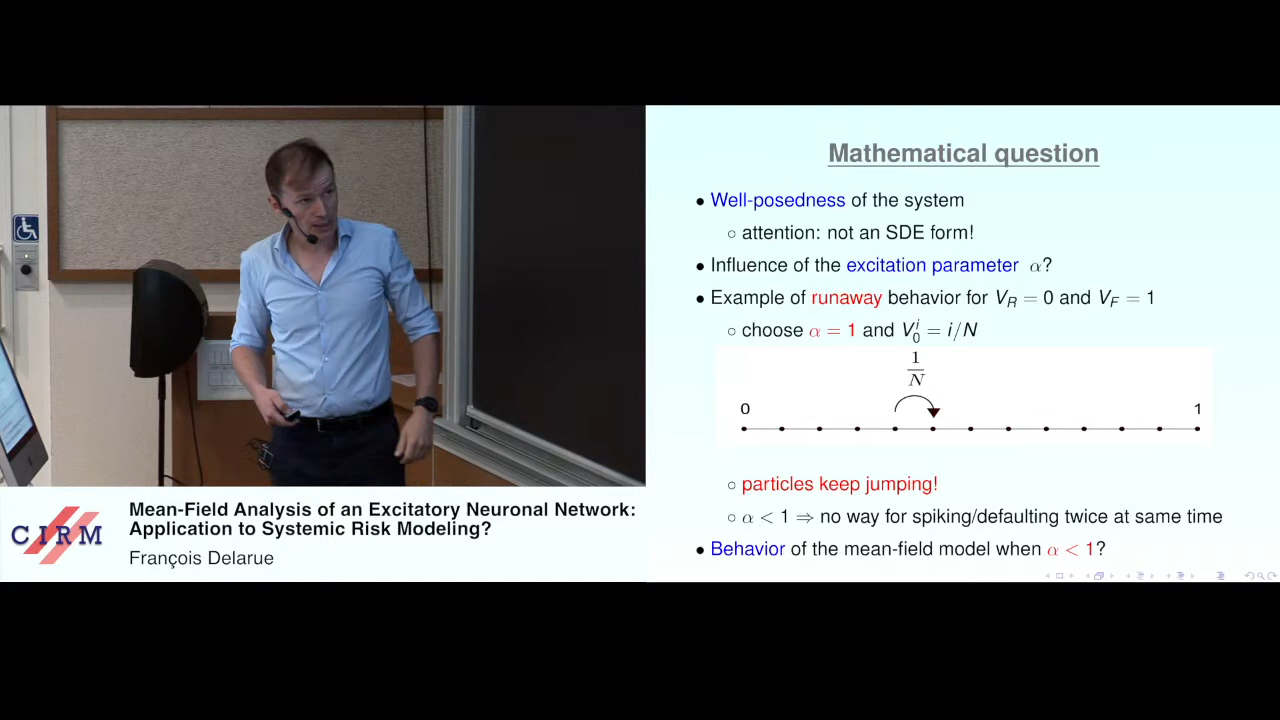 Mathematical question
• Well-posedness of the system
○ attention: not an SDE form!
• Influence of the excitation parameter α?
• Example of runaway behavior for V_R = 0 and V_F = 1
○ choose α = 1 and V_0^i = i/N
1/N
0 1
○ particles keep jumping!
○ α < 1 ⇒ no way for spiking/defaulting twice at same time
• Behavior of the mean-field model when α < 1?
CIRM
Mean-Field Analysis of an Excitatory Neuronal Network:
Application to Systemic Risk Modeling?
François Delarue